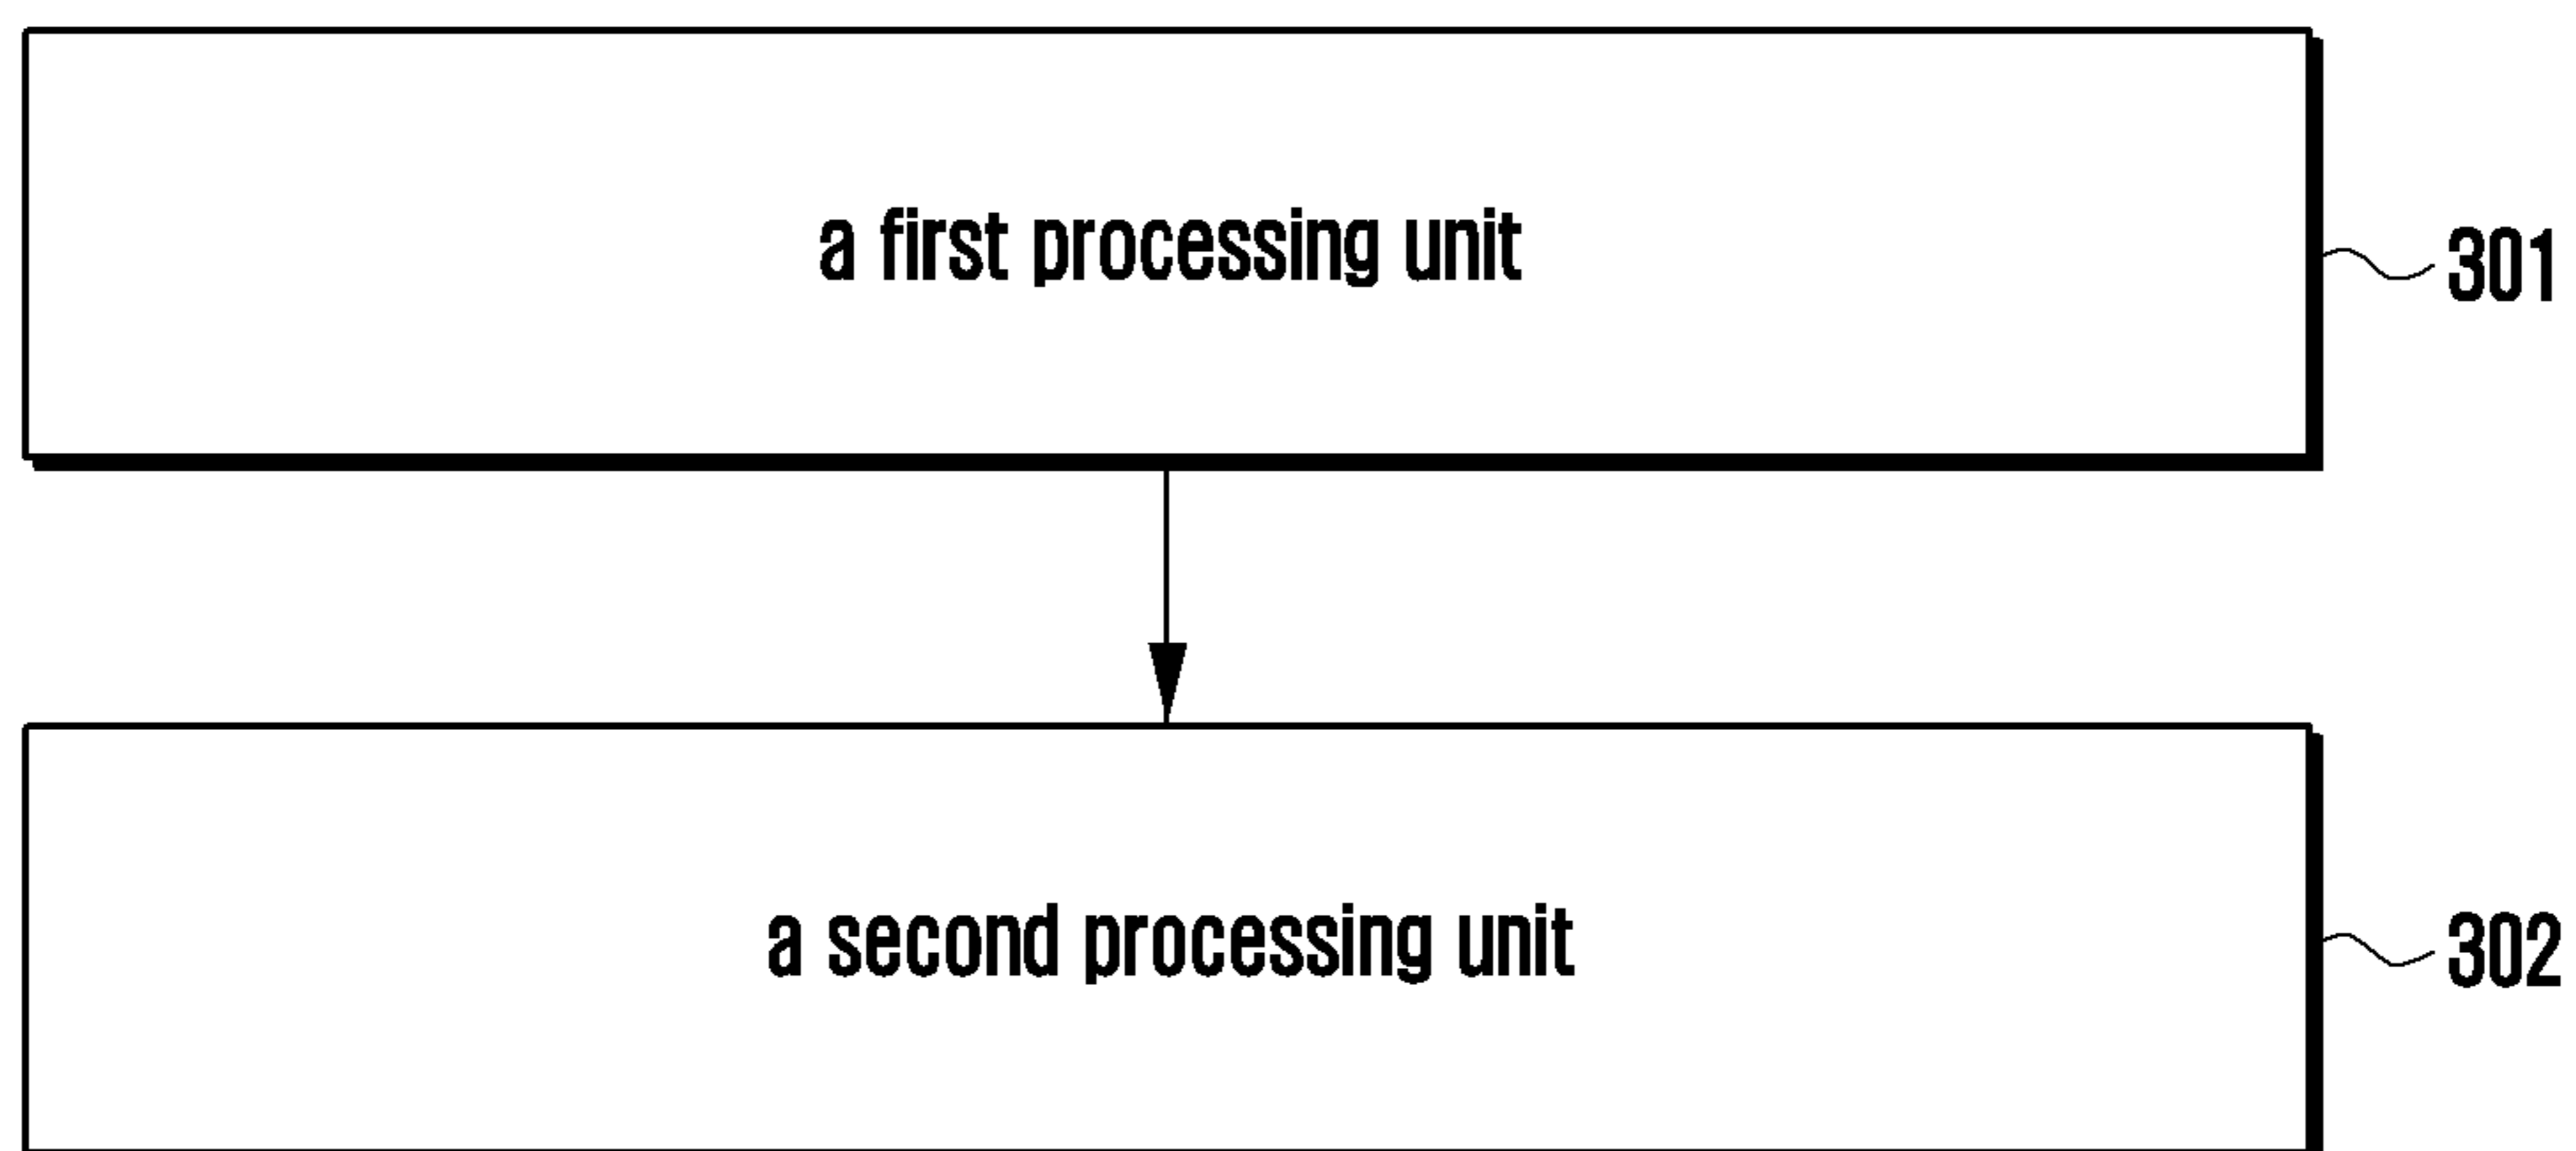 a first processing unit
301
a second processing unit
302